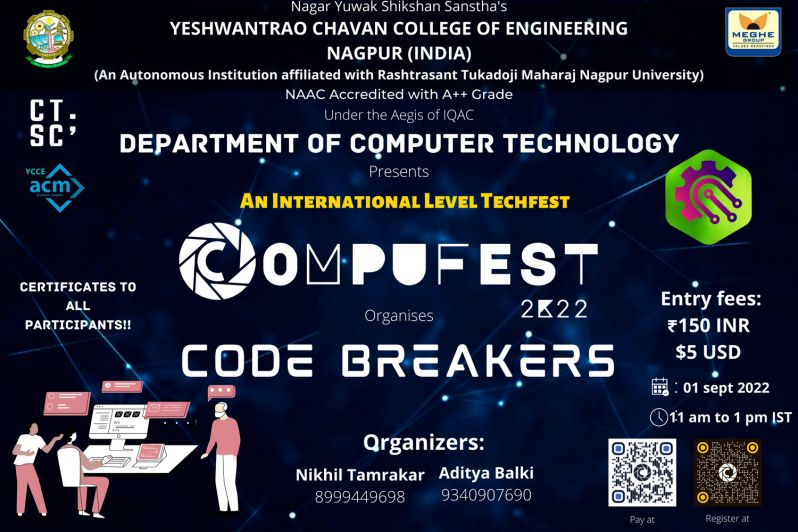 Nagar Yuwak Shikshan Sanstha's
YESHWANTRAO CHAVAN COLLEGE OF ENGINEERING
NAGPUR (INDIA)
(An Autonomous Institution affiliated with Rashtrasant Tukadoji Maharaj Nagpur University)
NAAC Accredited with A++ Grade
Under the Aegis of IQAC
MEGHE
GROUP
VALUES REDEFINED
CT.
SC;
YCCE
acm
DEPARTMENT OF COMPUTER TECHNOLOGY
Presents
AN INTERNATIONAL LEVEL TECHFEST
COMPUFEST
2K22
Organises
CODE BREAKERS
CERTIFICATES TO
ALL
PARTICIPANTS!!
Entry fees:
₹150 INR
$5 USD
: 01 sept 2022
11 am to 1 pm IST
Organizers:
Nikhil Tamrakar
8999449698
Aditya Balki
9340907690
Pay at
Register at